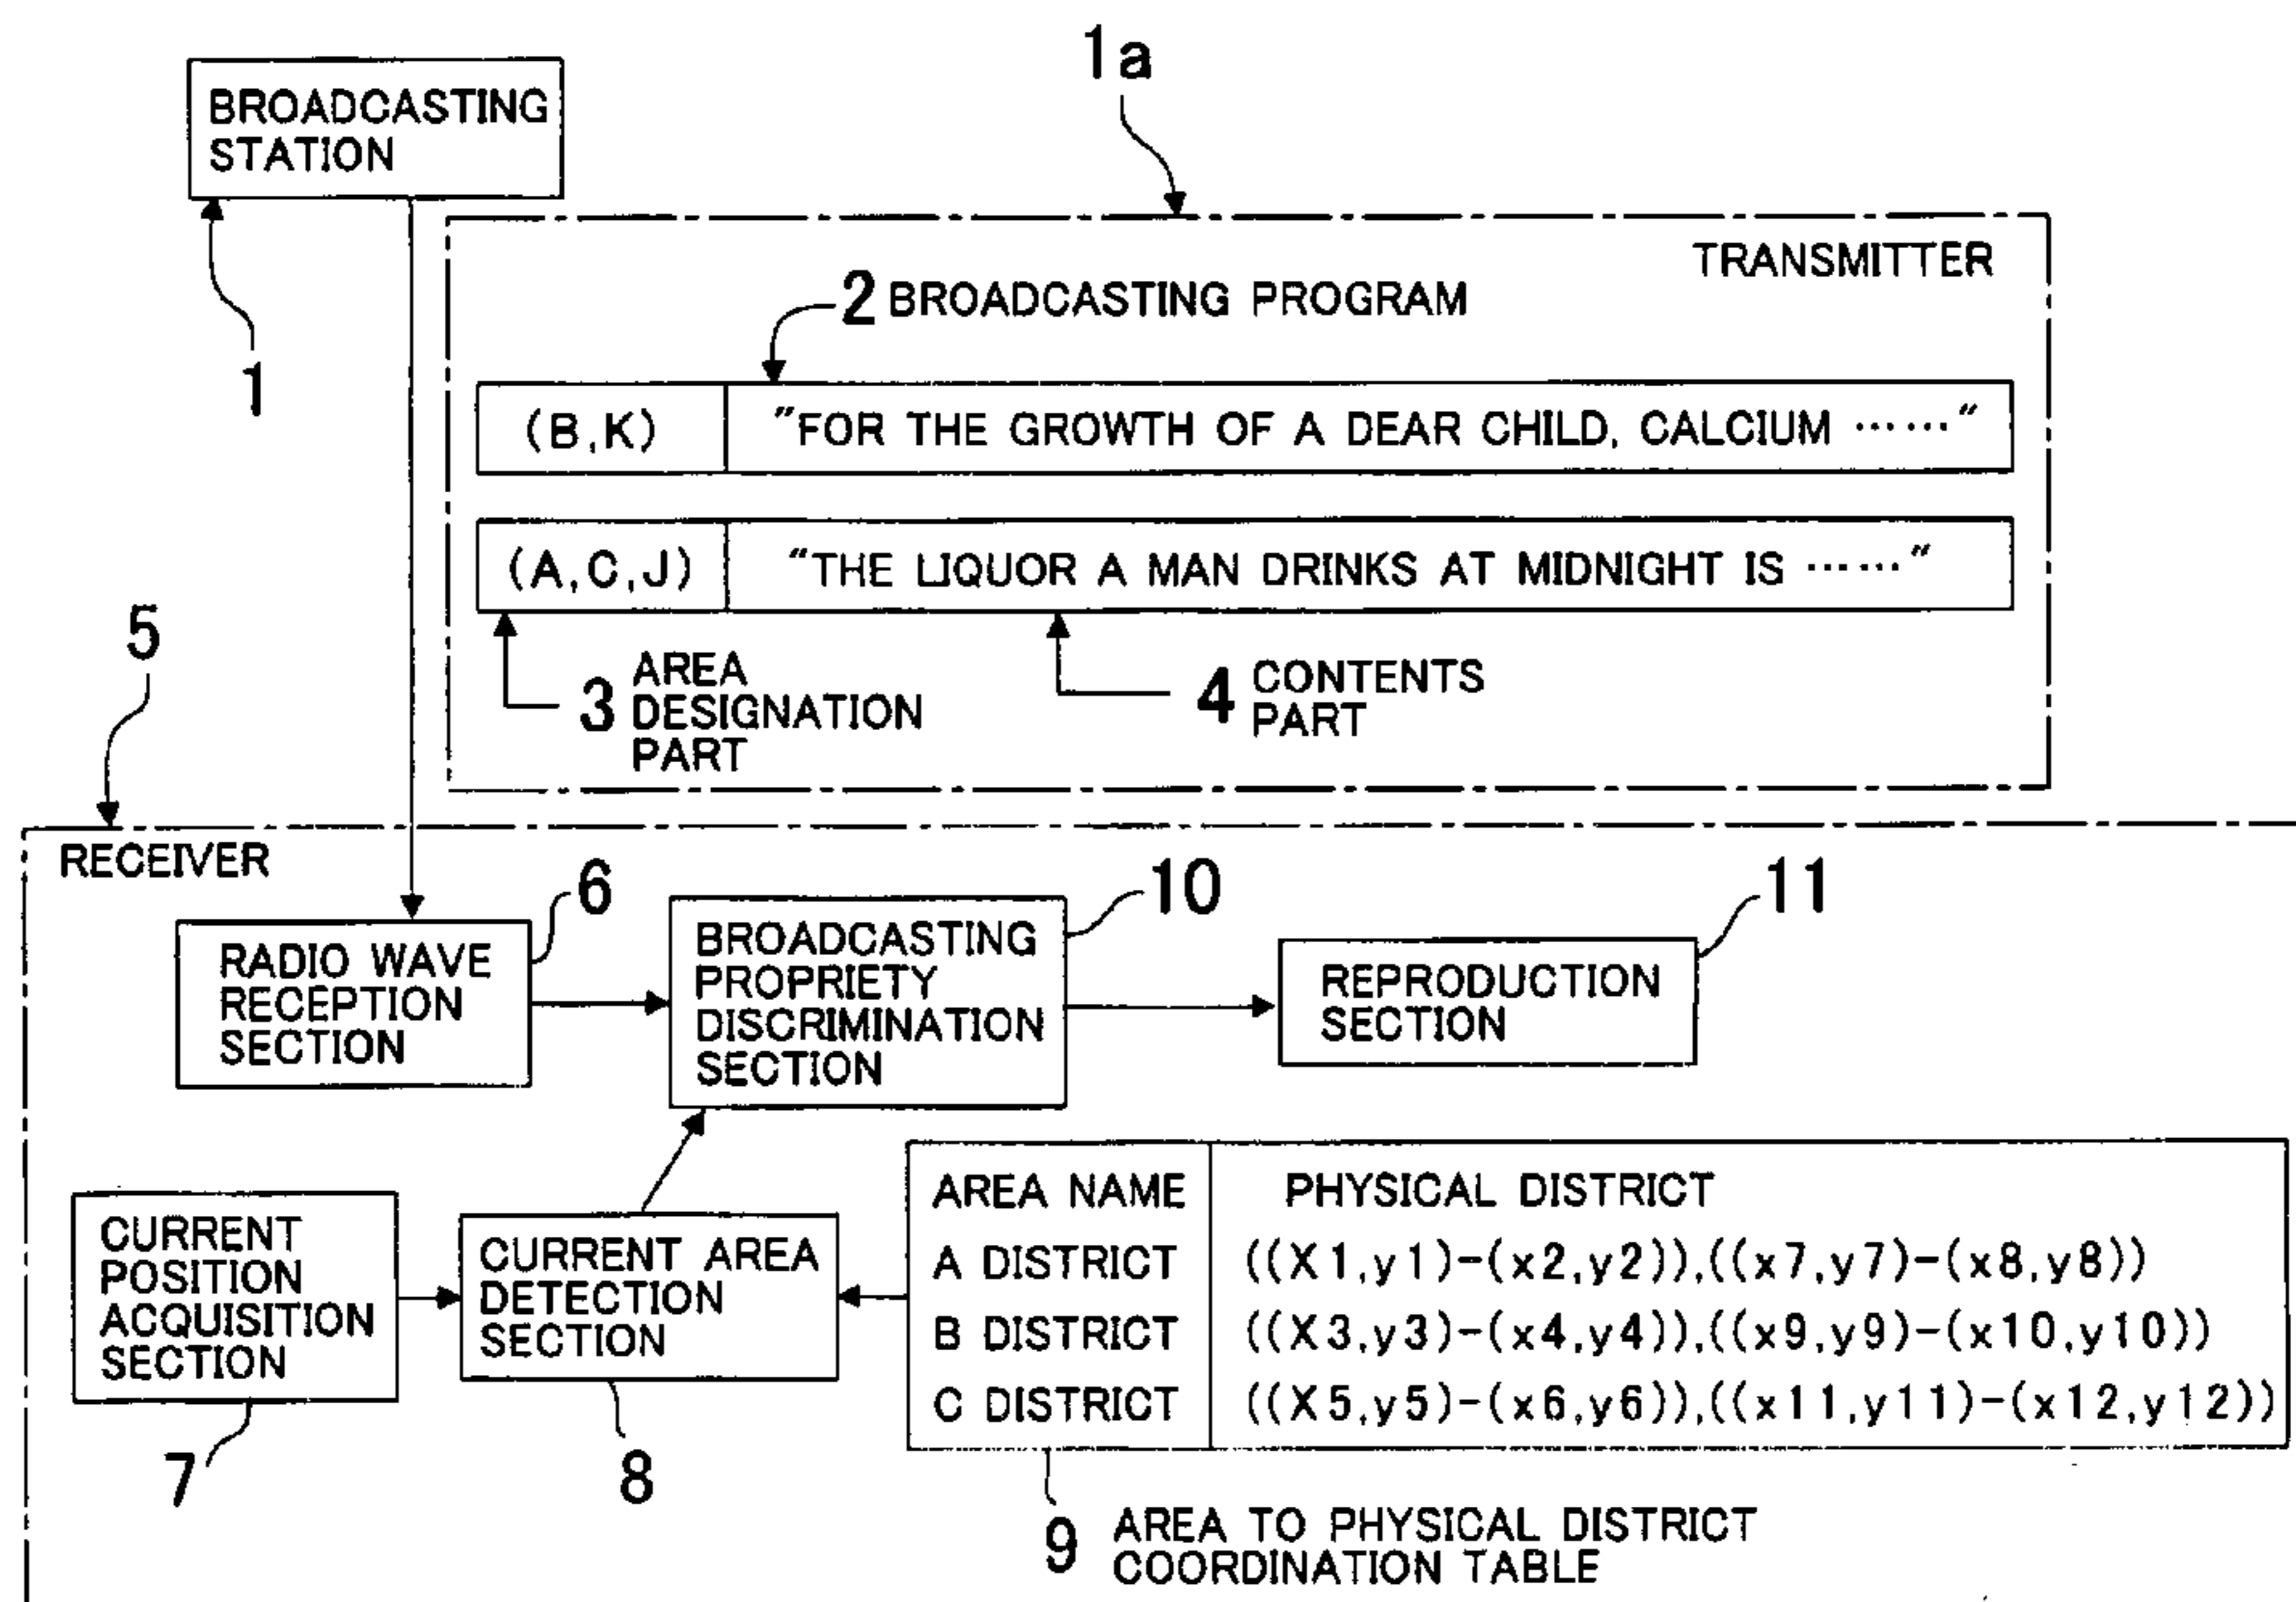 1a
BROADCASTING
STATION
1
TRANSMITTER
2 BROADCASTING PROGRAM
(B,K) "FOR THE GROWTH OF A DEAR CHILD, CALCIUM ······"
(A,C,J) "THE LIQUOR A MAN DRINKS AT MIDNIGHT IS ······"
3 AREA
DESIGNATION
PART
4 CONTENTS
PART
5
RECEIVER
6
RADIO WAVE
RECEPTION
SECTION
10
BROADCASTING
PROPRIETY
DISCRIMINATION
SECTION
11
REPRODUCTION
SECTION
CURRENT
POSITION
ACQUISITION
SECTION
7
CURRENT AREA
DETECTION
SECTION
8
AREA NAME PHYSICAL DISTRICT
A DISTRICT ((X1,y1)-(x2,y2)),((x7,y7)-(x8,y8))
B DISTRICT ((X3,y3)-(x4,y4)),((x9,y9)-(x10,y10))
C DISTRICT ((X5,y5)-(x6,y6)),((x11,y11)-(x12,y12))
9 AREA TO PHYSICAL DISTRICT
COORDINATION TABLE